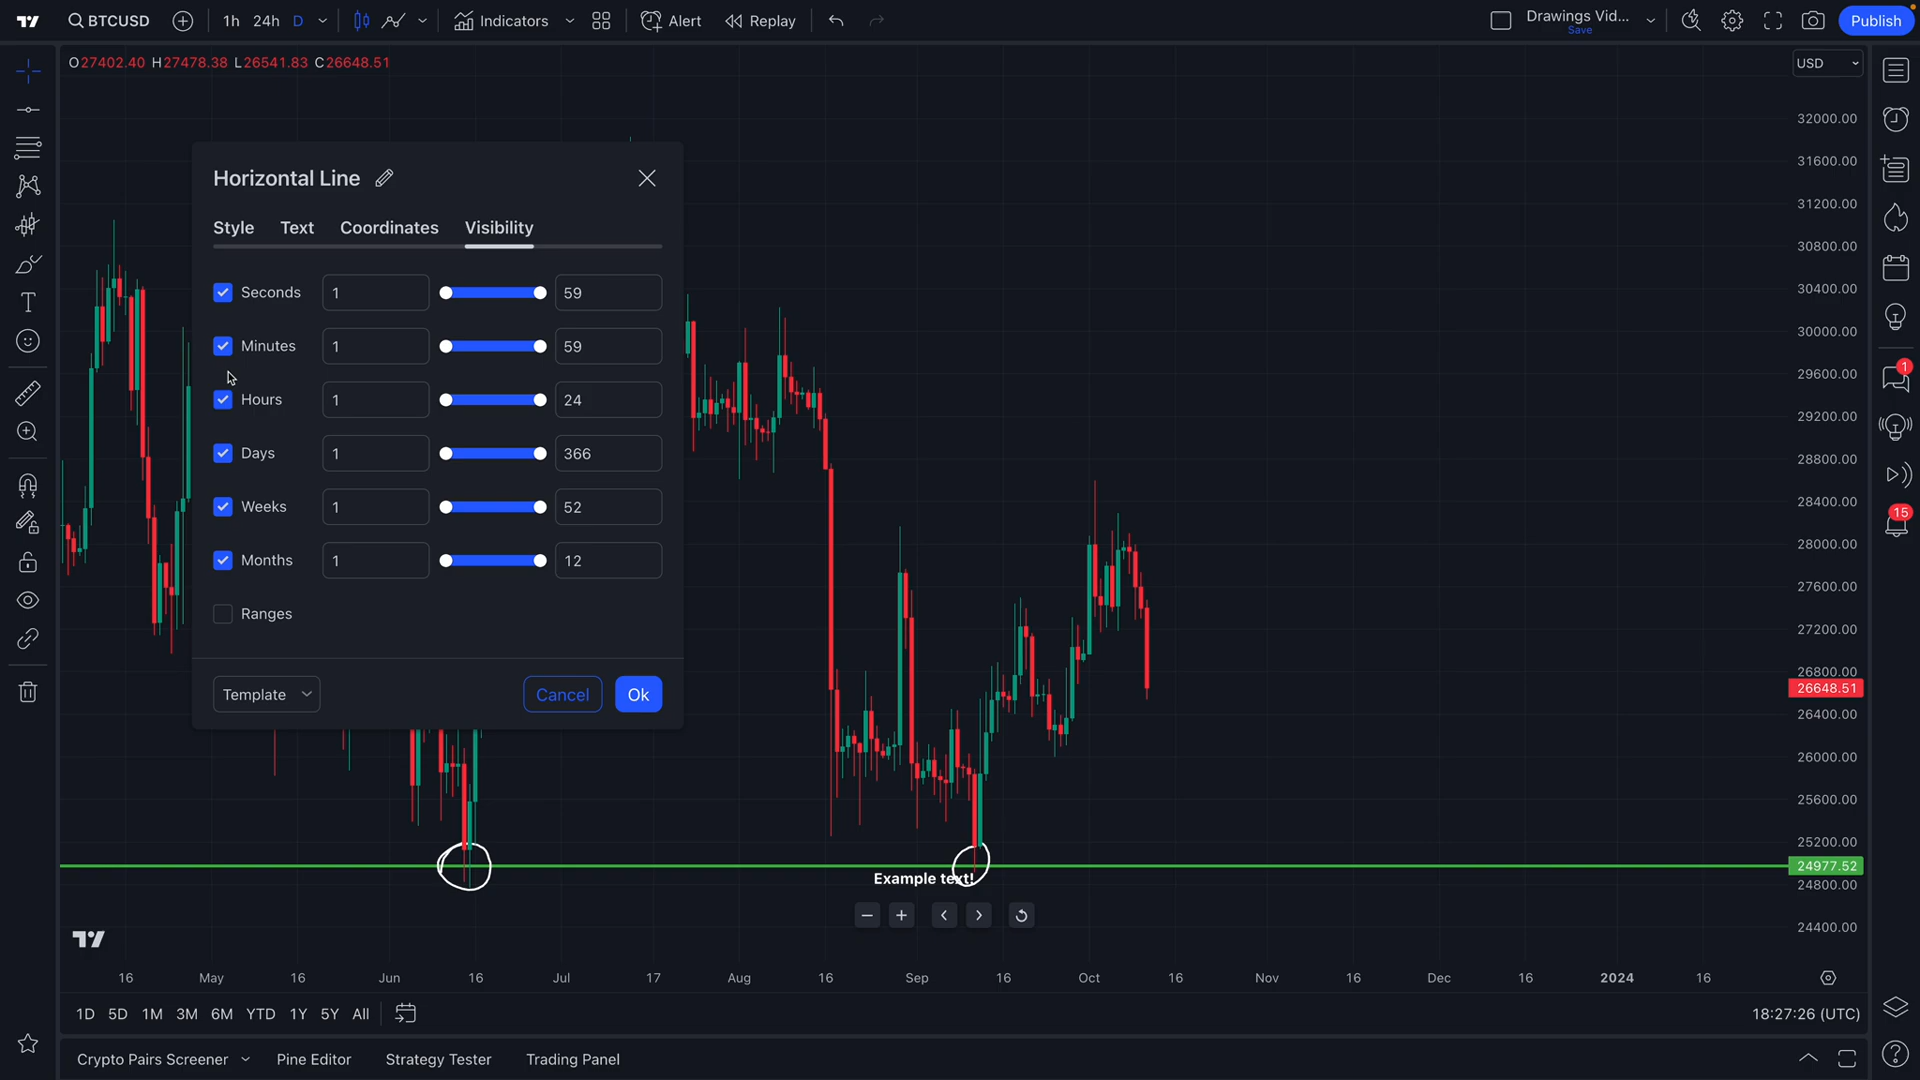 BTCUSD 1h 24h D Indicators Alert Replay Drawings Vid... Save Publish
O27402.40 H27478.38 L26541.83 C26648.51 USD
Horizontal Line
Style Text Coordinates Visibility
Seconds 1 59
Minutes 1 59
Hours 1 24
Days 1 366
Weeks 1 52
Months 1 12
Ranges
Template Cancel Ok
32000.00
31600.00
31200.00
30800.00
30400.00
30000.00
29600.00
29200.00
28800.00
28400.00
28000.00
27600.00
27200.00
26800.00
26648.51
26400.00
26000.00
25600.00
25200.00
24977.52
24800.00
24400.00
1
15
Example text!
16 May 16 Jun 16 Jul 17 Aug 16 Sep 16 Oct 16 Nov 16 Dec 16 2024 16
1D 5D 1M 3M 6M YTD 1Y 5Y All 18:27:26 (UTC)
Crypto Pairs Screener Pine Editor Strategy Tester Trading Panel